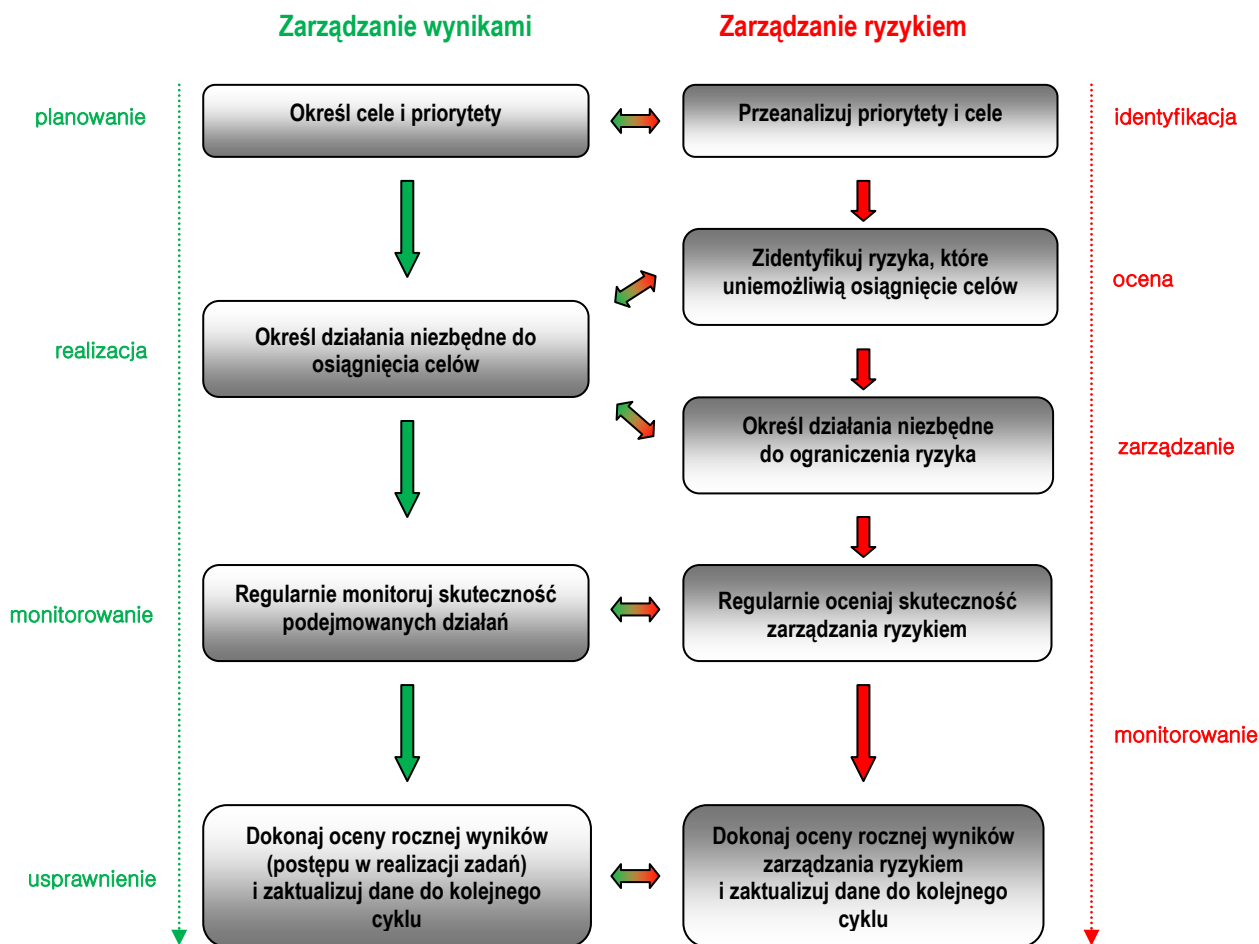 Zarządzanie wynikami
Zarządzanie ryzykiem
planowanie
Określ cele i priorytety
Przeanalizuj priorytety i cele
identyfikacja
Zidentyfikuj ryzyka, które
uniemożliwią osiągnięcie celów
ocena
realizacja
Określ działania niezbędne do
osiągnięcia celów
Określ działania niezbędne
do ograniczenia ryzyka
zarządzanie
monitorowanie
Regularnie monitoruj skuteczność
podejmowanych działań
Regularnie oceniaj skuteczność
zarządzania ryzykiem
monitorowanie
usprawnienie
Dokonaj oceny rocznej wyników
(postępu w realizacji zadań)
i zaktualizuj dane do kolejnego
cyklu
Dokonaj oceny rocznej wyników
zarządzania ryzykiem
i zaktualizuj dane do kolejnego
cyklu